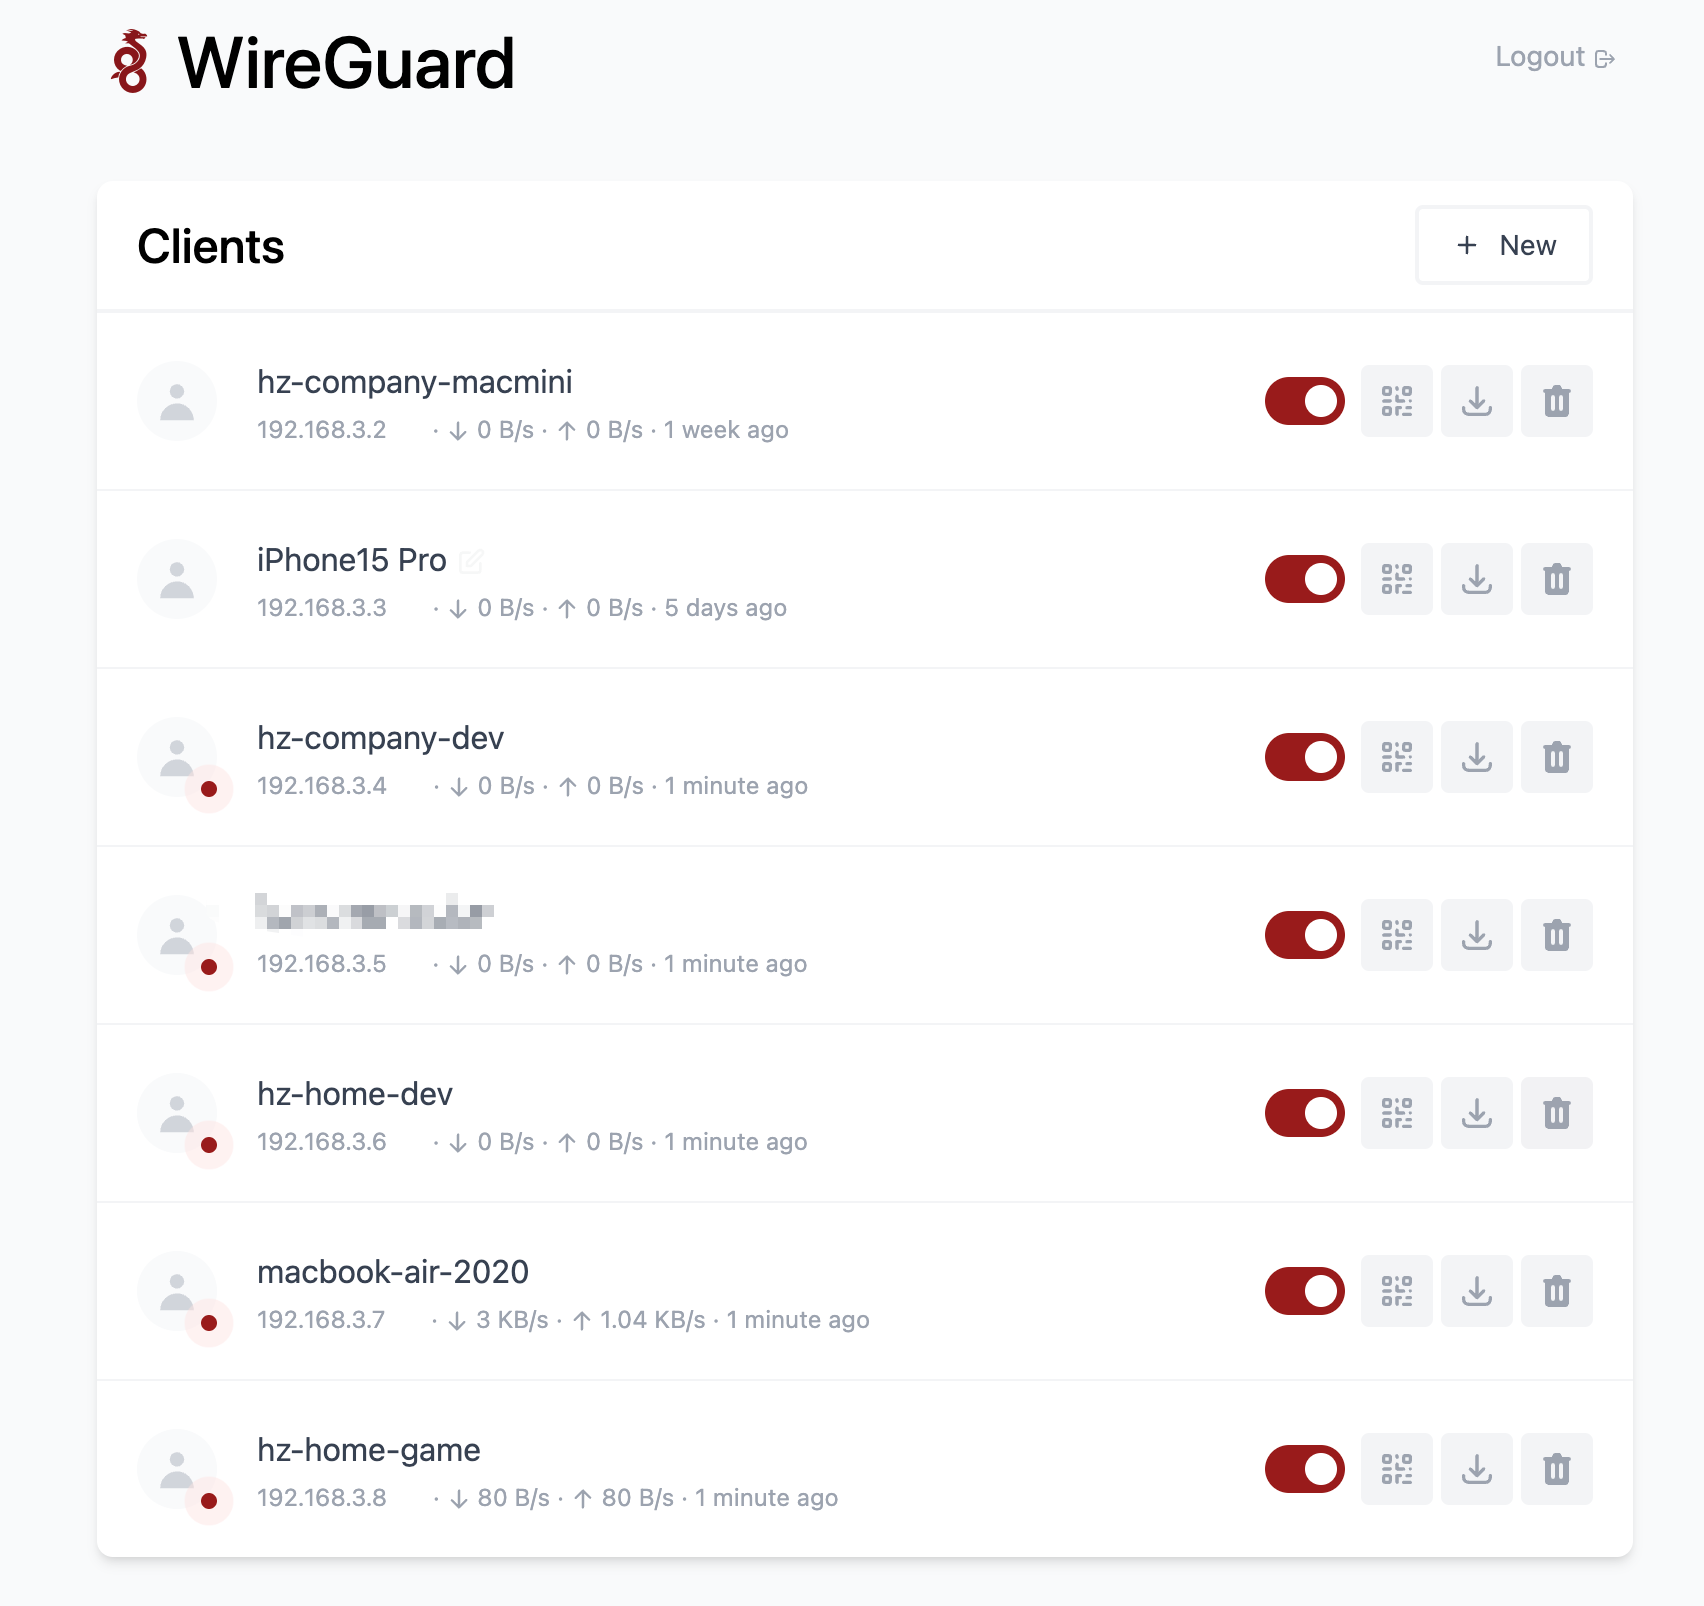 WireGuard
Logout
Clients
+ New
hz-company-macmini
192.168.3.2 · ↓ 0 B/s · ↑ 0 B/s · 1 week ago
iPhone15 Pro
192.168.3.3 · ↓ 0 B/s · ↑ 0 B/s · 5 days ago
hz-company-dev
192.168.3.4 · ↓ 0 B/s · ↑ 0 B/s · 1 minute ago
192.168.3.5 · ↓ 0 B/s · ↑ 0 B/s · 1 minute ago
hz-home-dev
192.168.3.6 · ↓ 0 B/s · ↑ 0 B/s · 1 minute ago
macbook-air-2020
192.168.3.7 · ↓ 3 KB/s · ↑ 1.04 KB/s · 1 minute ago
hz-home-game
192.168.3.8 · ↓ 80 B/s · ↑ 80 B/s · 1 minute ago